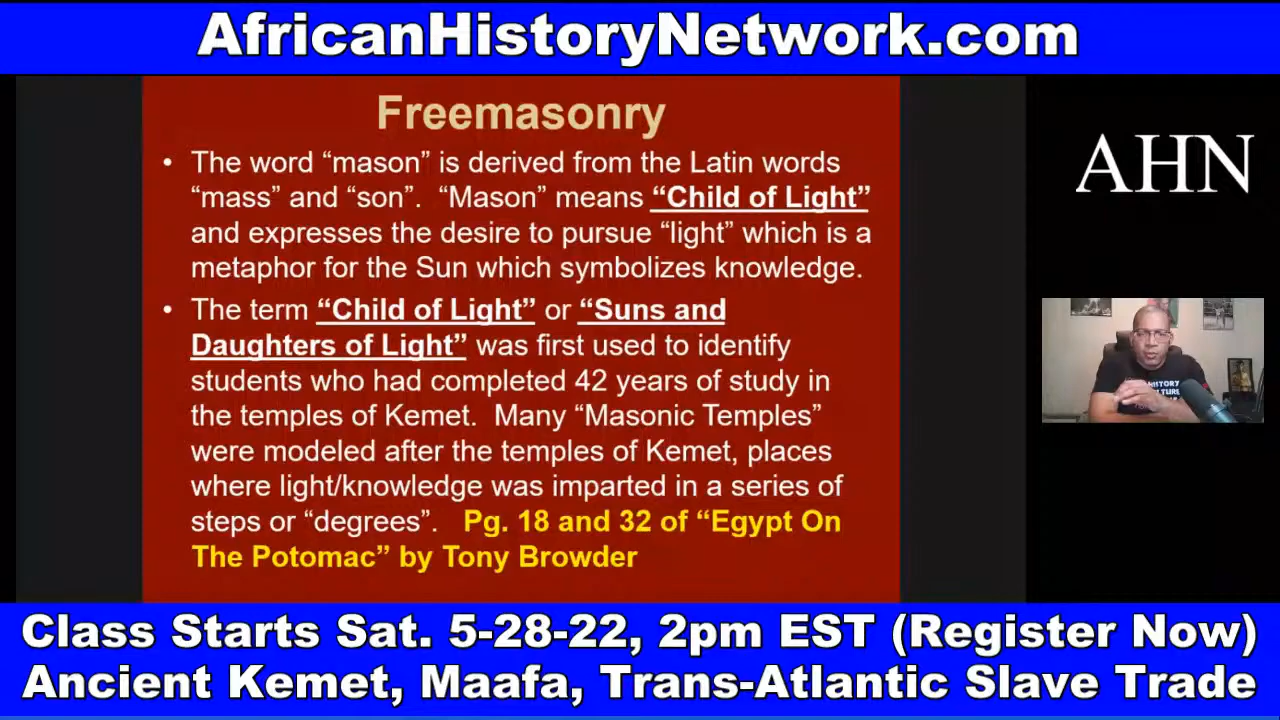 AfricanHistoryNetwork.com
Freemasonry
• The word “mason” is derived from the Latin words
“mass” and “son”. “Mason” means “Child of Light”
and expresses the desire to pursue “light” which is a
metaphor for the Sun which symbolizes knowledge.
• The term “Child of Light” or “Suns and
Daughters of Light” was first used to identify
students who had completed 42 years of study in
the temples of Kemet. Many “Masonic Temples”
were modeled after the temples of Kemet, places
where light/knowledge was imparted in a series of
steps or “degrees”. Pg. 18 and 32 of “Egypt On
The Potomac” by Tony Browder
AHN
HISTORY
Class Starts Sat. 5-28-22, 2pm EST (Register Now)
Ancient Kemet, Maafa, Trans-Atlantic Slave Trade